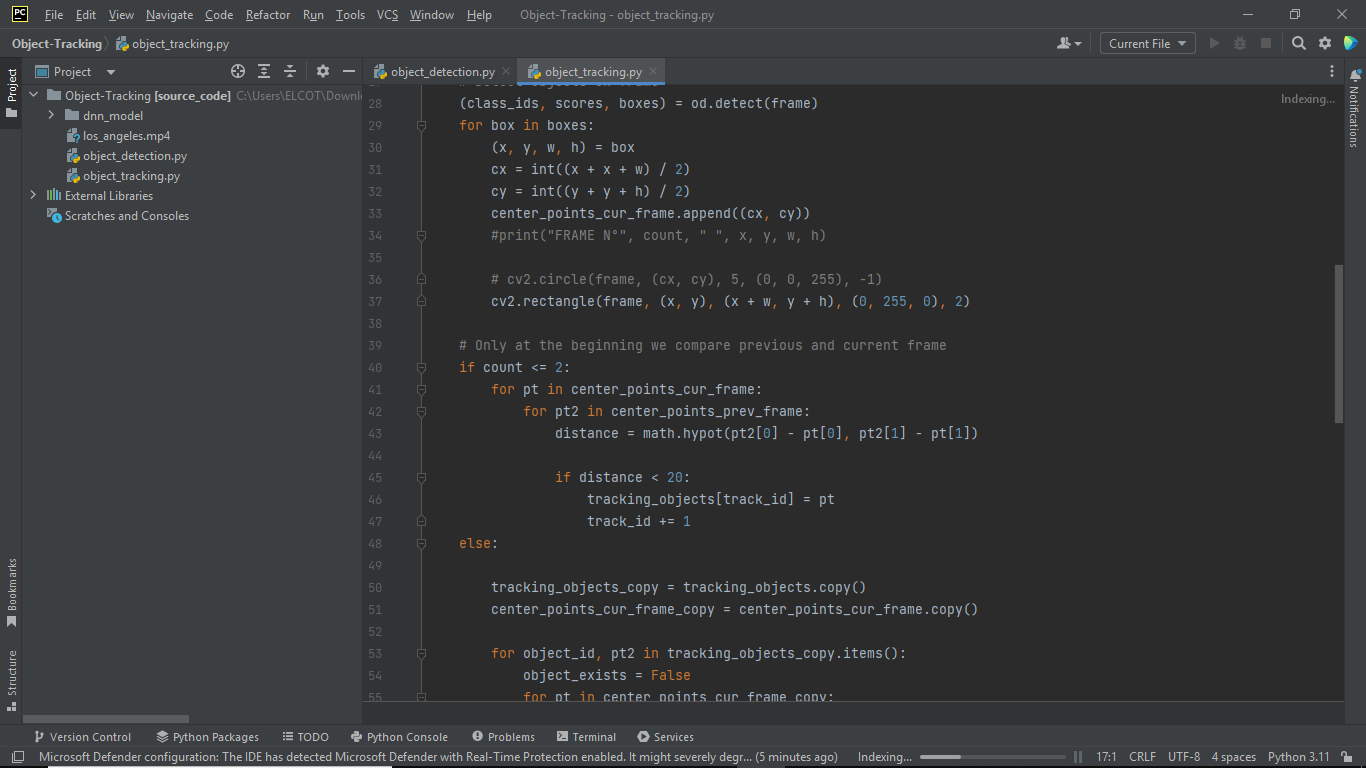 PC File Edit View Navigate Code Refactor Run Tools VCS Window Help Object-Tracking - object_tracking.py
Object-Tracking object_tracking.py Current File
Project
Project
Object-Tracking [source_code] C:\Users\ELCOT\Downl
dnn_model
los_angeles.mp4
object_detection.py
object_tracking.py
External Libraries
Scratches and Consoles
object_detection.py object_tracking.py
Indexing...
Notifications
28 (class_ids, scores, boxes) = od.detect(frame)
29 for box in boxes:
30 (x, y, w, h) = box
31 cx = int((x + x + w) / 2)
32 cy = int((y + y + h) / 2)
33 center_points_cur_frame.append((cx, cy))
34 #print("FRAME N°", count, " ", x, y, w, h)
35
36 # cv2.circle(frame, (cx, cy), 5, (0, 0, 255), -1)
37 cv2.rectangle(frame, (x, y), (x + w, y + h), (0, 255, 0), 2)
38
39 # Only at the beginning we compare previous and current frame
40 if count <= 2:
41 for pt in center_points_cur_frame:
42 for pt2 in center_points_prev_frame:
43 distance = math.hypot(pt2[0] - pt[0], pt2[1] - pt[1])
44
45 if distance < 20:
46 tracking_objects[track_id] = pt
47 track_id += 1
48 else:
49
50 tracking_objects_copy = tracking_objects.copy()
51 center_points_cur_frame_copy = center_points_cur_frame.copy()
52
53 for object_id, pt2 in tracking_objects_copy.items():
54 object_exists = False
55 for pt in center_points_cur_frame_copy:
Bookmarks
Structure
Version Control Python Packages TODO Python Console Problems Terminal Services
Microsoft Defender configuration: The IDE has detected Microsoft Defender with Real-Time Protection enabled. It might severely degr... (5 minutes ago) Indexing... 17:1 CRLF UTF-8 4 spaces Python 3.11